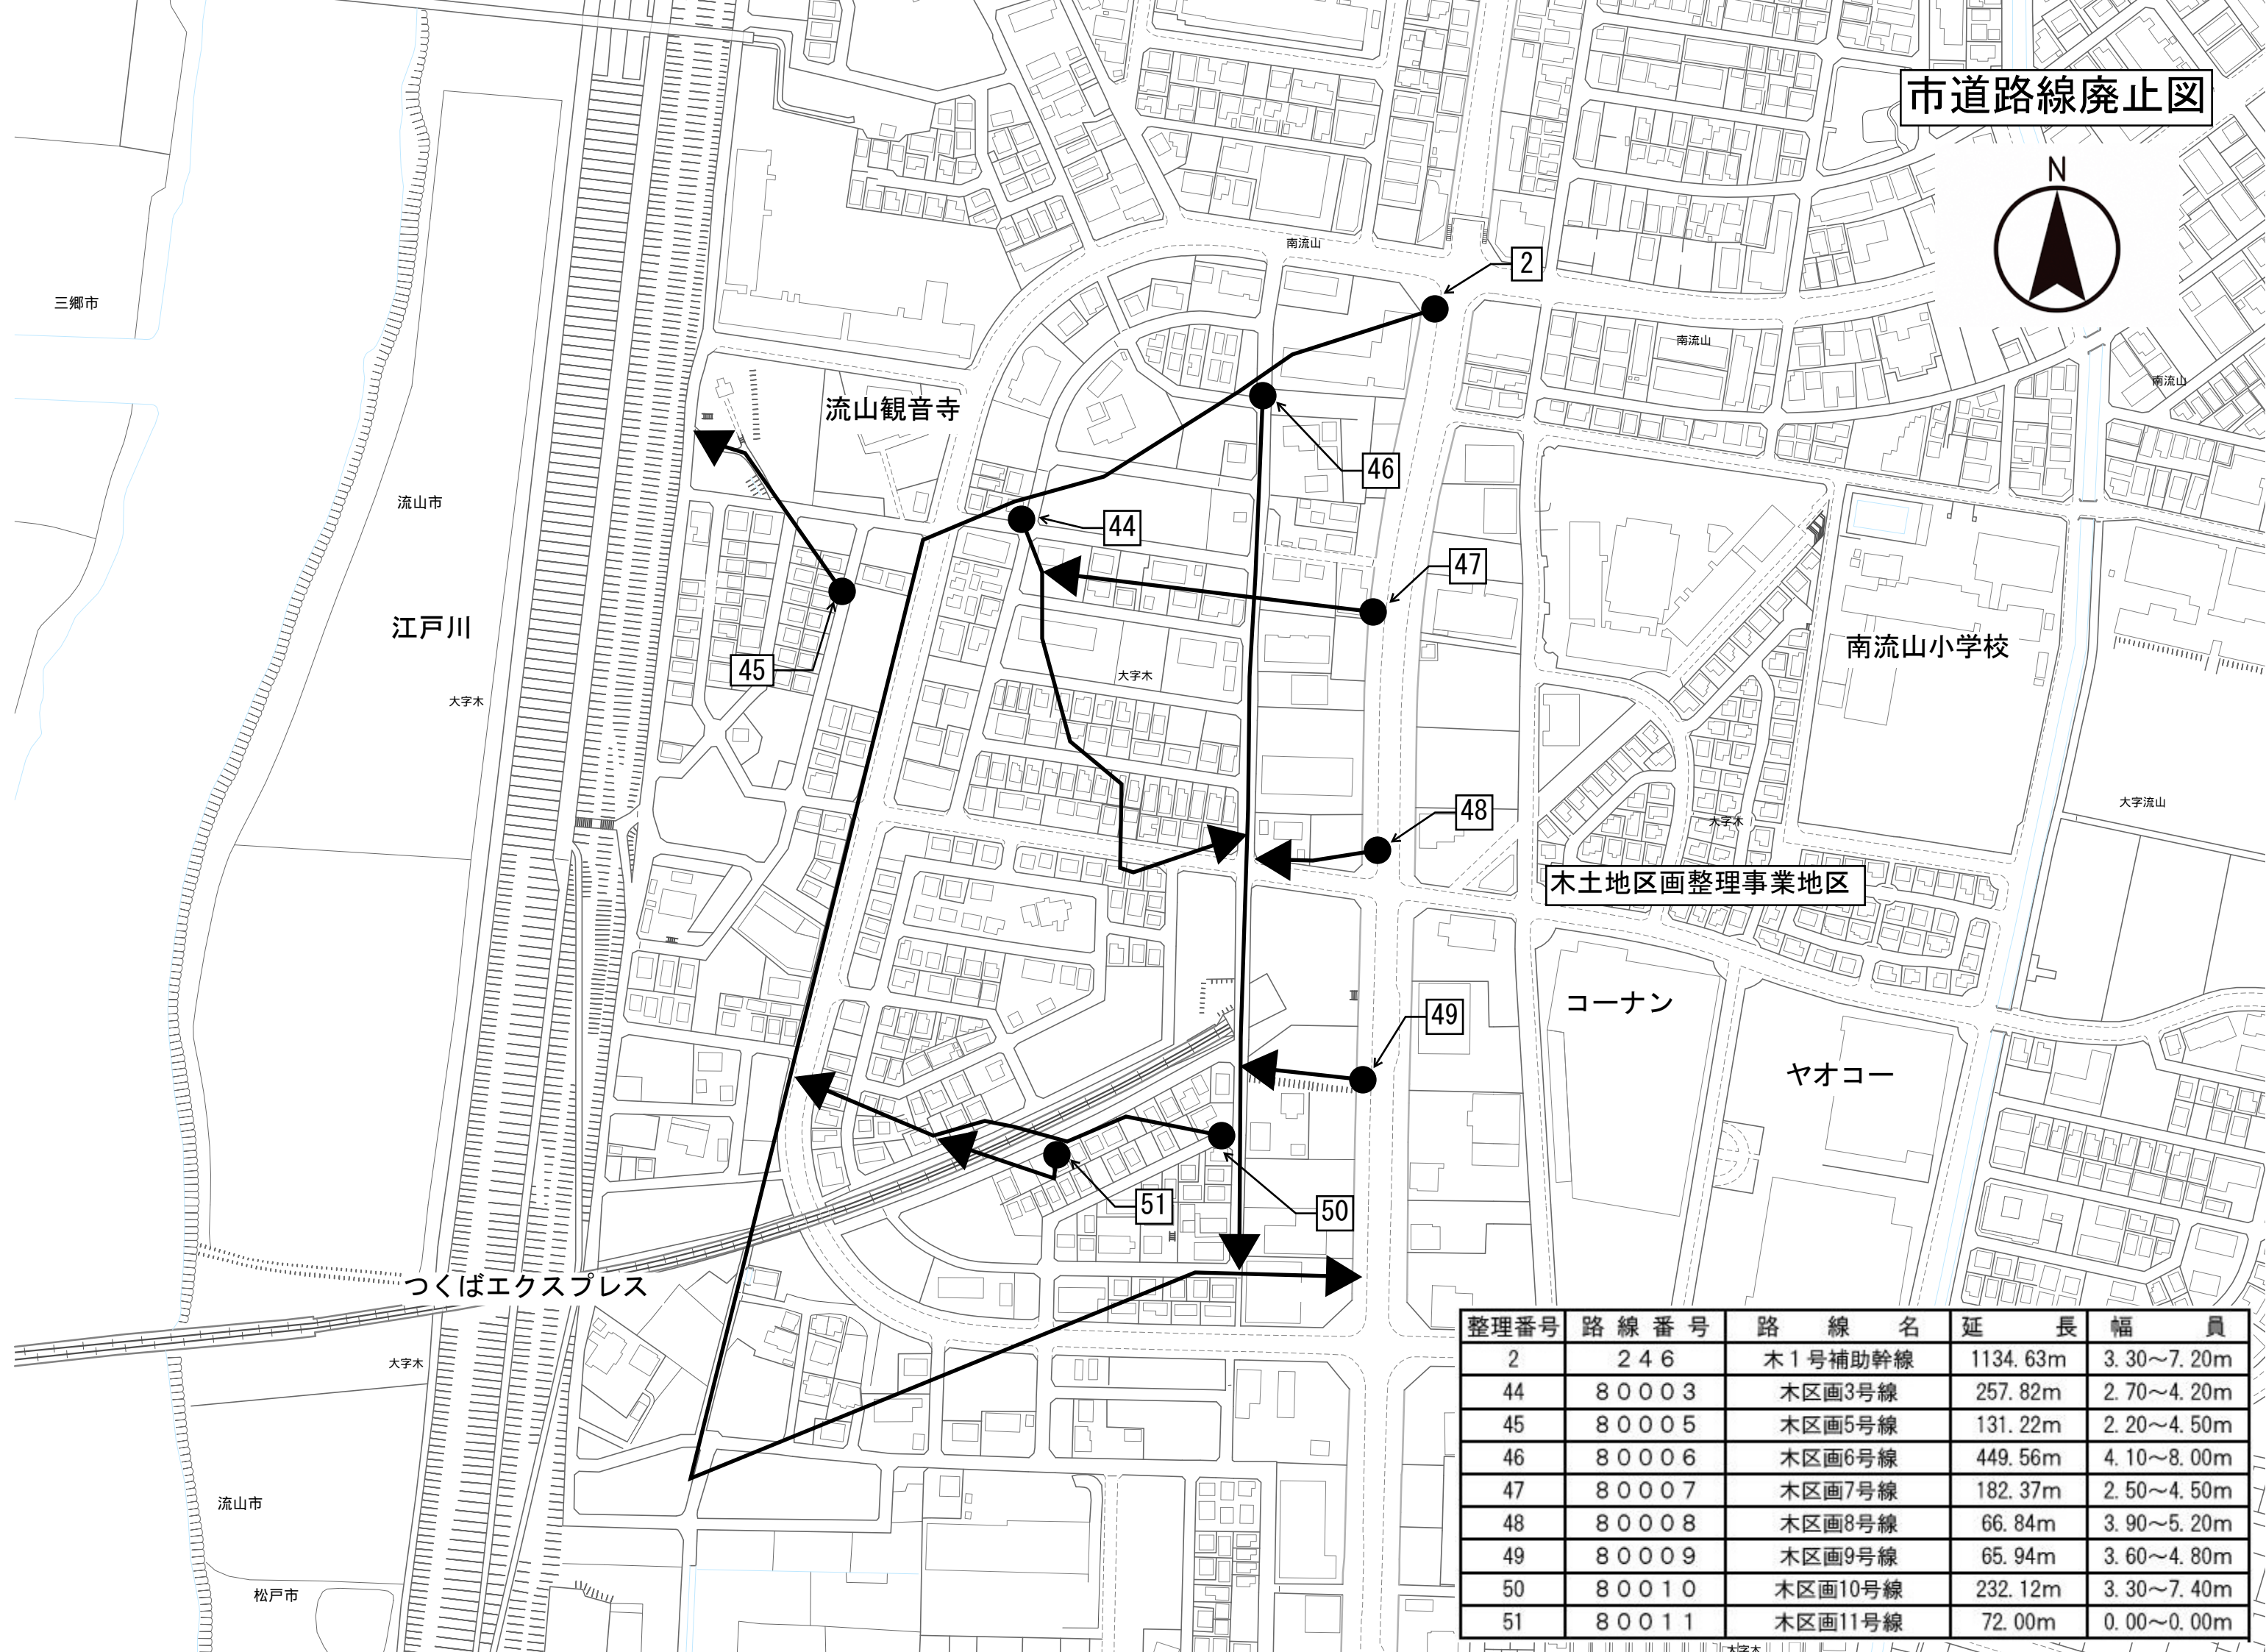 市道路線廃止図
N
南流山
2
三郷市
南流山
南流山
流山観音寺
46
流山市
44
47
江戸川
南流山小学校
45
大字木
大字木
48
大字流山
大字木
木土地区画整理事業地区
コーナン
49
ヤオコー
51
50
つくばエクスプレス
大字木
流山市
松戸市
整理番号 路線番号 路線名 延長 幅員
2 246 木1号補助幹線 1134.63m 3.30〜7.20m
44 80003 木区画3号線 257.82m 2.70〜4.20m
45 80005 木区画5号線 131.22m 2.20〜4.50m
46 80006 木区画6号線 449.56m 4.10〜8.00m
47 80007 木区画7号線 182.37m 2.50〜4.50m
48 80008 木区画8号線 66.84m 3.90〜5.20m
49 80009 木区画9号線 65.94m 3.60〜4.80m
50 80010 木区画10号線 232.12m 3.30〜7.40m
51 80011 木区画11号線 72.00m 0.00〜0.00m
大字木